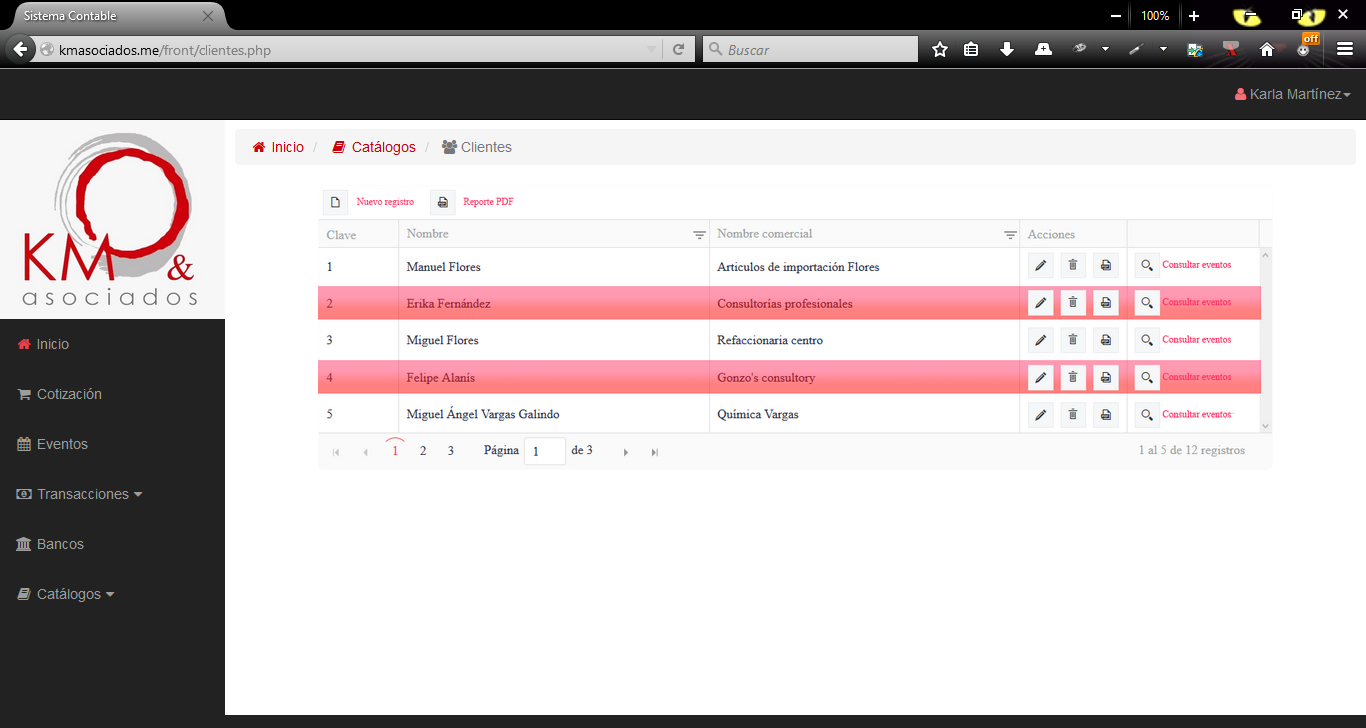 Sistema Contable
100%
kmasociados.me/front/clientes.php
Buscar
off
Karla Martínez
KM &
asociados
Inicio / Catálogos / Clientes
Inicio
Cotización
Eventos
Transacciones
Bancos
Catálogos
Nuevo registro Reporte PDF
Clave Nombre Nombre comercial Acciones
1 Manuel Flores Articulos de importación Flores Consultar eventos
2 Erika Fernández Consultorías profesionales Consultar eventos
3 Miguel Flores Refaccionaria centro Consultar eventos
4 Felipe Alanís Gonzo's consultory Consultar eventos
5 Miguel Ángel Vargas Galindo Química Vargas Consultar eventos
1 2 3 Página 1 de 3 1 al 5 de 12 registros